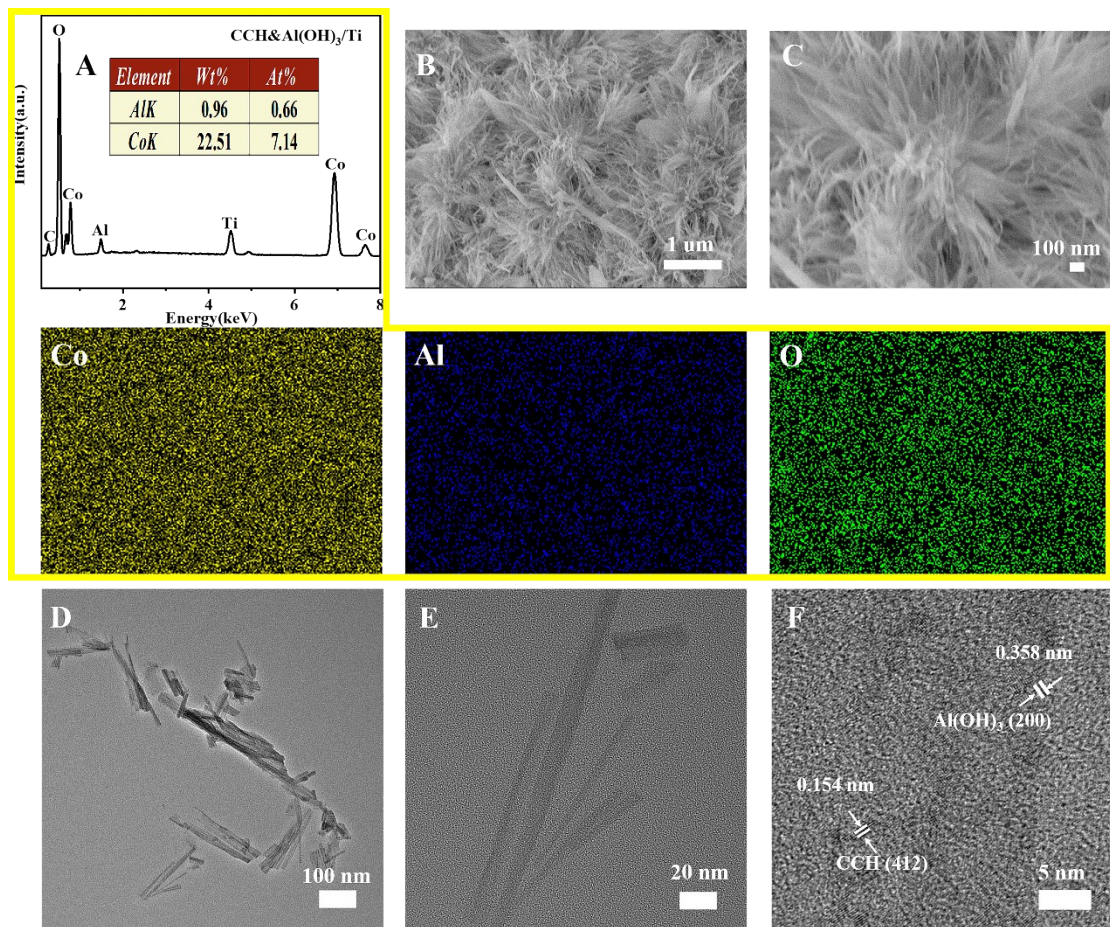 CCH&Al(OH)₃/Ti
A
Element Wt% At%
AlK 0.96 0.66
CoK 22.51 7.14
Intensity(a.u.)
O
C
Co
Al
Ti
Co
Co
2 4 6 8
Energy(keV)
B
1 um
C
100 nm
Co
Al
O
D
100 nm
E
20 nm
F
0.358 nm
Al(OH)₃ (200)
0.154 nm
CCH (412)
5 nm